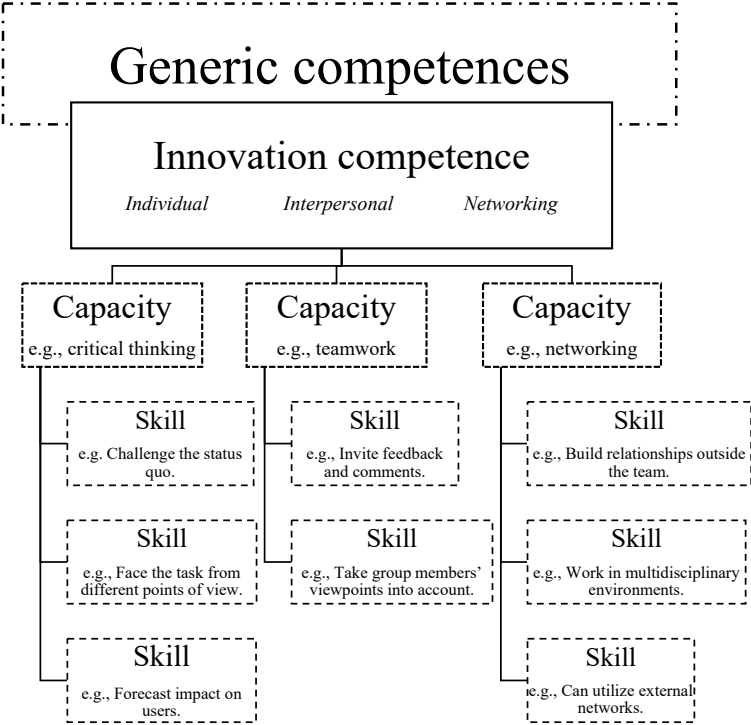 Generic competences
Innovation competence
Individual Interpersonal Networking
Capacity
e.g., critical thinking
Capacity
e.g., teamwork
Capacity
e.g., networking
Skill
e.g. Challenge the status
quo.
Skill
e.g., Invite feedback
and comments.
Skill
e.g., Build relationships outside
the team.
Skill
e.g., Face the task from
different points of view.
Skill
e.g., Take group members’
viewpoints into account.
Skill
e.g., Work in multidisciplinary
environments.
Skill
e.g., Forecast impact on
users.
Skill
e.g., Can utilize external
networks.